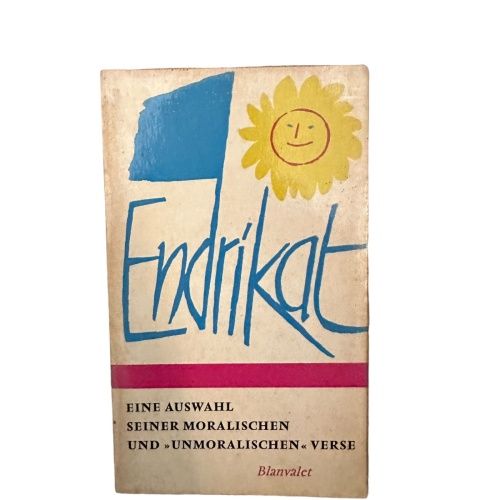 Endrikat
EINE AUSWAHL
SEINER MORALISCHEN
UND »UNMORALISCHEN« VERSE
Blanvalet